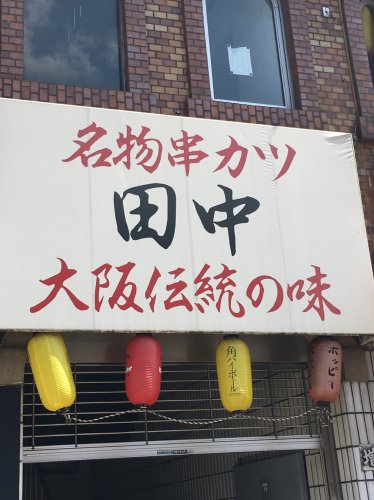 名物串カツ
田中
大阪伝統の味
角ハイボール
ホッピー